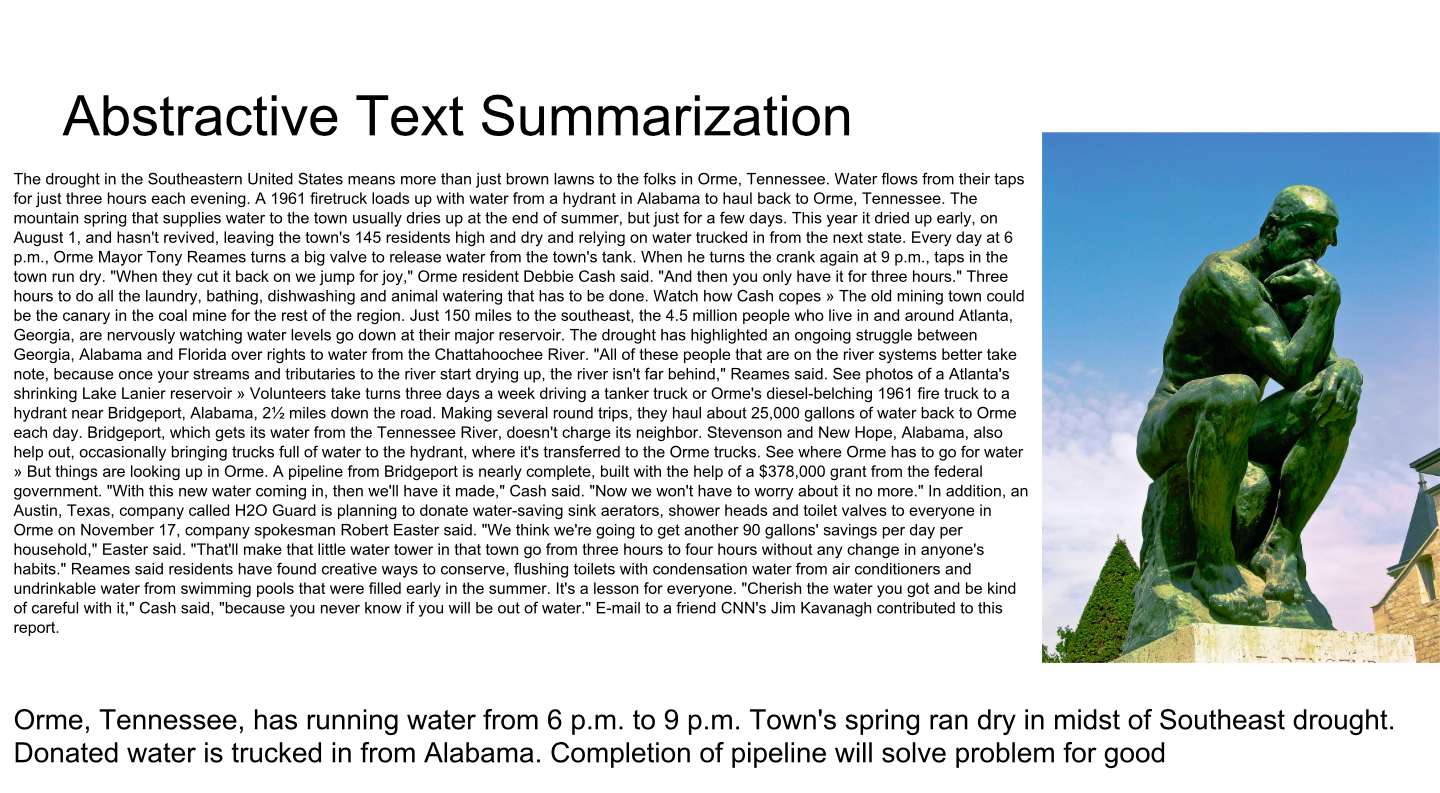 Abstractive Text Summarization
The drought in the Southeastern United States means more than just brown lawns to the folks in Orme, Tennessee. Water flows from their taps
for just three hours each evening. A 1961 firetruck loads up with water from a hydrant in Alabama to haul back to Orme, Tennessee. The
mountain spring that supplies water to the town usually dries up at the end of summer, but just for a few days. This year it dried up early, on
August 1, and hasn't revived, leaving the town's 145 residents high and dry and relying on water trucked in from the next state. Every day at 6
p.m., Orme Mayor Tony Reames turns a big valve to release water from the town's tank. When he turns the crank again at 9 p.m., taps in the
town run dry. "When they cut it back on we jump for joy," Orme resident Debbie Cash said. "And then you only have it for three hours." Three
hours to do all the laundry, bathing, dishwashing and animal watering that has to be done. Watch how Cash copes » The old mining town could
be the canary in the coal mine for the rest of the region. Just 150 miles to the southeast, the 4.5 million people who live in and around Atlanta,
Georgia, are nervously watching water levels go down at their major reservoir. The drought has highlighted an ongoing struggle between
Georgia, Alabama and Florida over rights to water from the Chattahoochee River. "All of these people that are on the river systems better take
note, because once your streams and tributaries to the river start drying up, the river isn't far behind," Reames said. See photos of a Atlanta's
shrinking Lake Lanier reservoir » Volunteers take turns three days a week driving a tanker truck or Orme's diesel-belching 1961 fire truck to a
hydrant near Bridgeport, Alabama, 2½ miles down the road. Making several round trips, they haul about 25,000 gallons of water back to Orme
each day. Bridgeport, which gets its water from the Tennessee River, doesn't charge its neighbor. Stevenson and New Hope, Alabama, also
help out, occasionally bringing trucks full of water to the hydrant, where it's transferred to the Orme trucks. See where Orme has to go for water
» But things are looking up in Orme. A pipeline from Bridgeport is nearly complete, built with the help of a $378,000 grant from the federal
government. "With this new water coming in, then we'll have it made," Cash said. "Now we won't have to worry about it no more." In addition, an
Austin, Texas, company called H2O Guard is planning to donate water-saving sink aerators, shower heads and toilet valves to everyone in
Orme on November 17, company spokesman Robert Easter said. "We think we're going to get another 90 gallons' savings per day per
household," Easter said. "That'll make that little water tower in that town go from three hours to four hours without any change in anyone's
habits." Reames said residents have found creative ways to conserve, flushing toilets with condensation water from air conditioners and
undrinkable water from swimming pools that were filled early in the summer. It's a lesson for everyone. "Cherish the water you got and be kind
of careful with it," Cash said, "because you never know if you will be out of water." E-mail to a friend CNN's Jim Kavanagh contributed to this
report.
Orme, Tennessee, has running water from 6 p.m. to 9 p.m. Town's spring ran dry in midst of Southeast drought.
Donated water is trucked in from Alabama. Completion of pipeline will solve problem for good